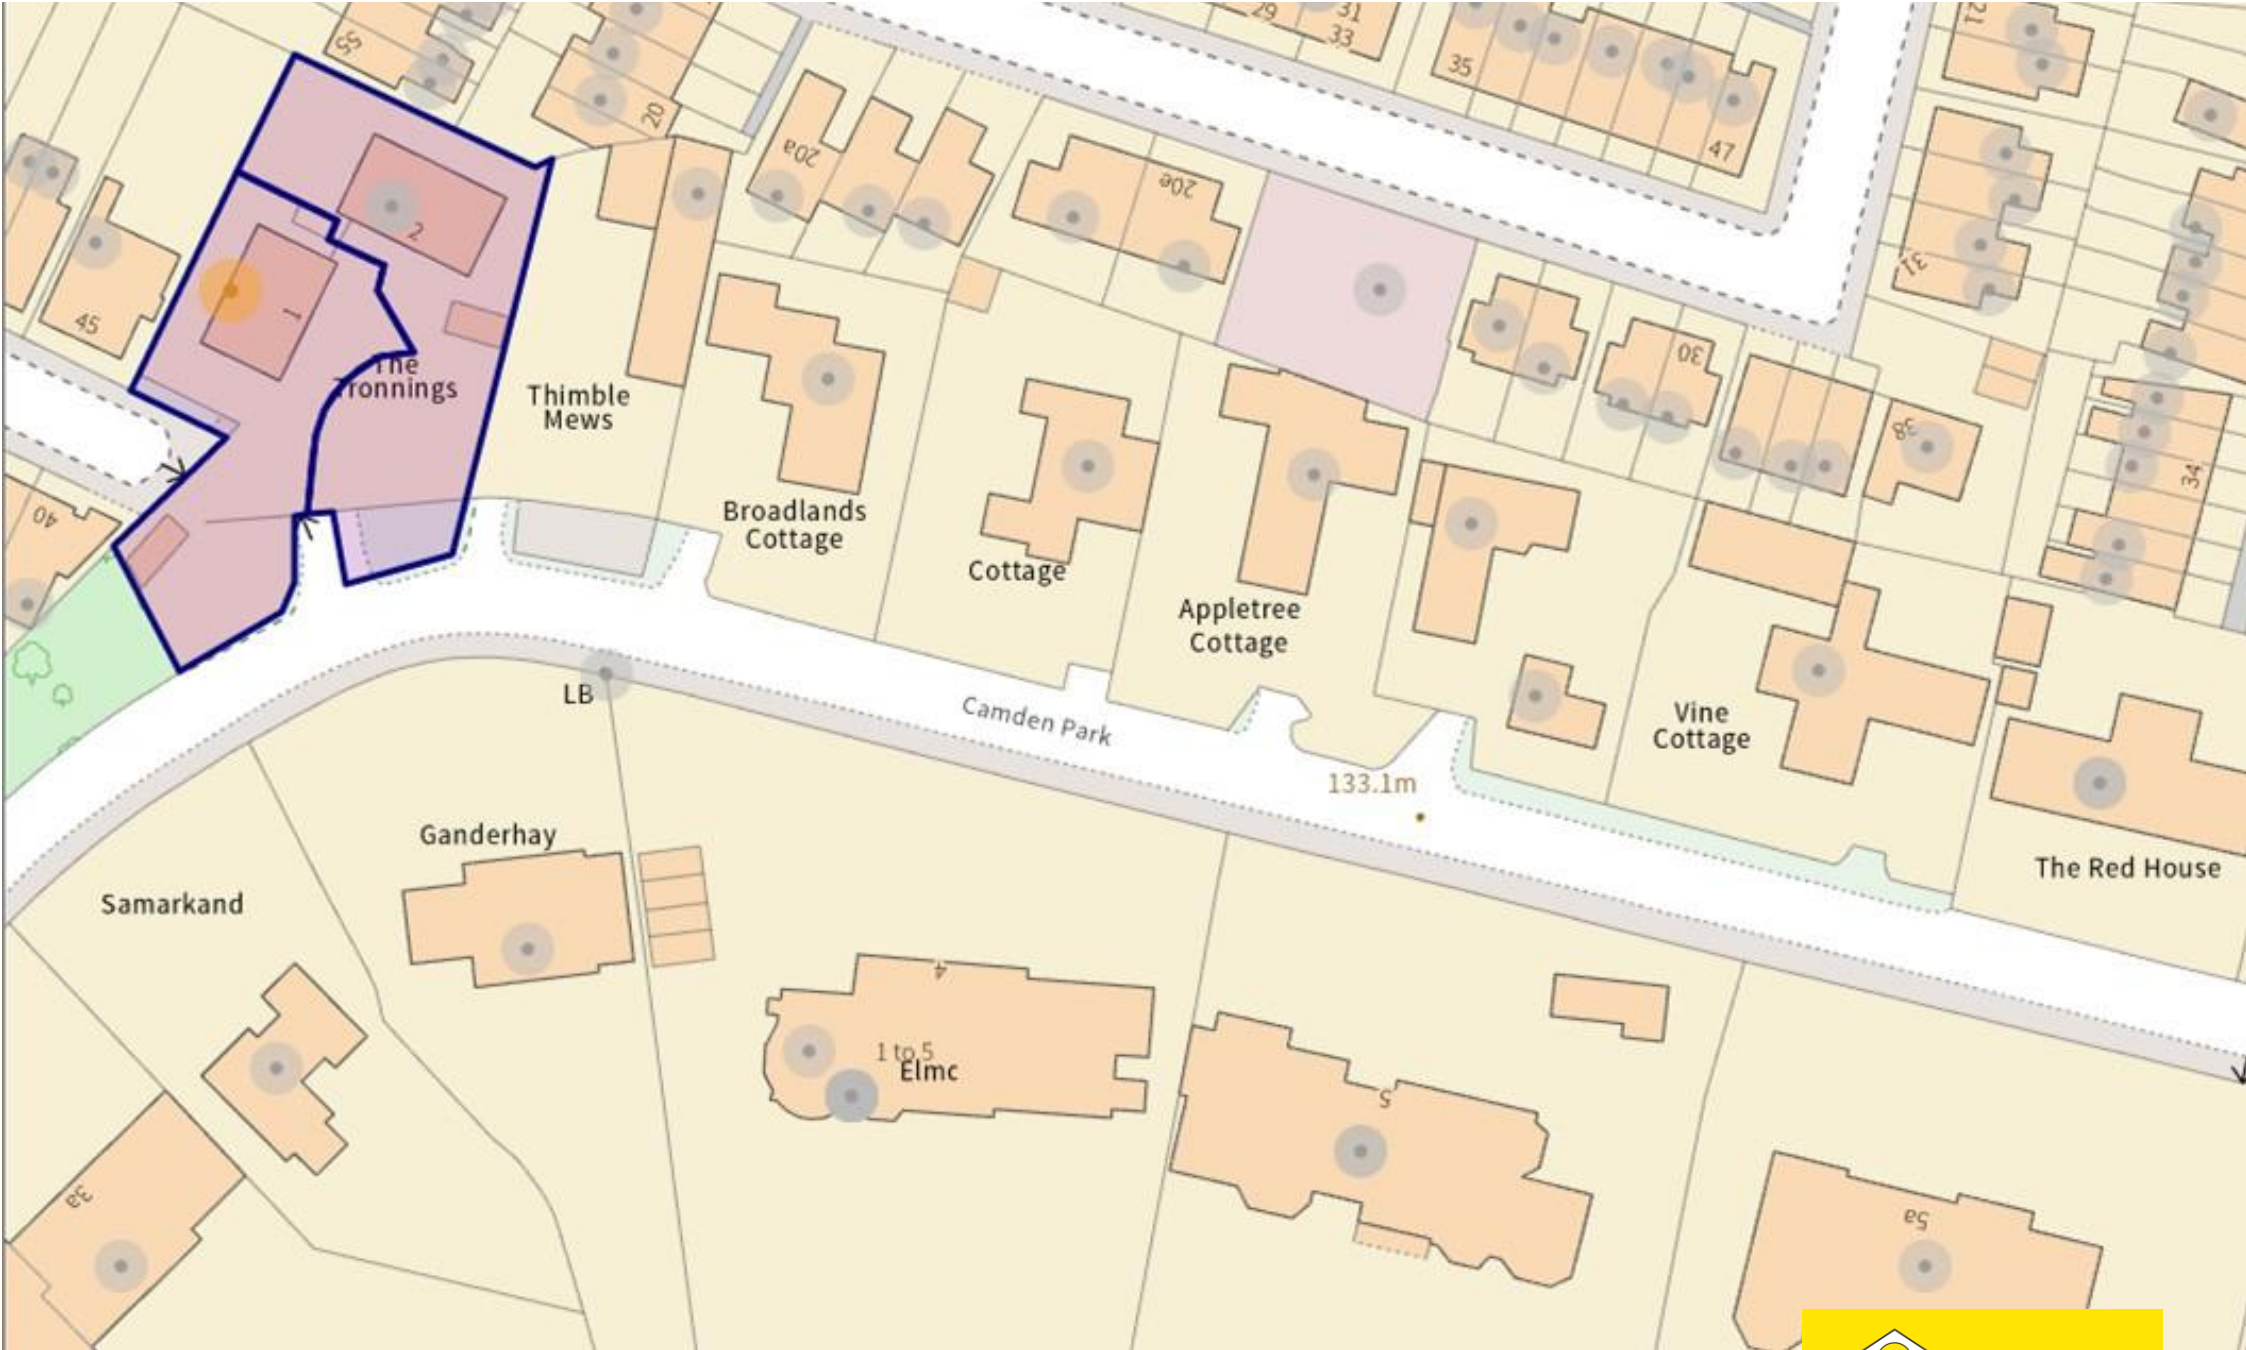 55
29
31
33
35
47
21
20
20a
20e
2
1
45
The
Tronnings
Thimble
Mews
30
38
31
34
40
Broadlands
Cottage
Cottage
Appletree
Cottage
LB
Camden Park
Vine
Cottage
133.1m
The Red House
Ganderhay
Samarkand
4
1 to 5
Elmc
5
3a
5a